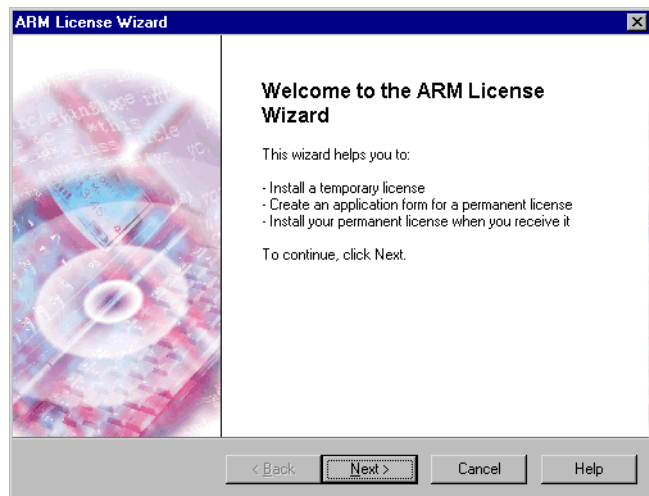 ARM License Wizard
Welcome to the ARM License
Wizard
This wizard helps you to:
- Install a temporary license
- Create an application form for a permanent license
- Install your permanent license when you receive it
To continue, click Next.
< Back
Next >
Cancel
Help